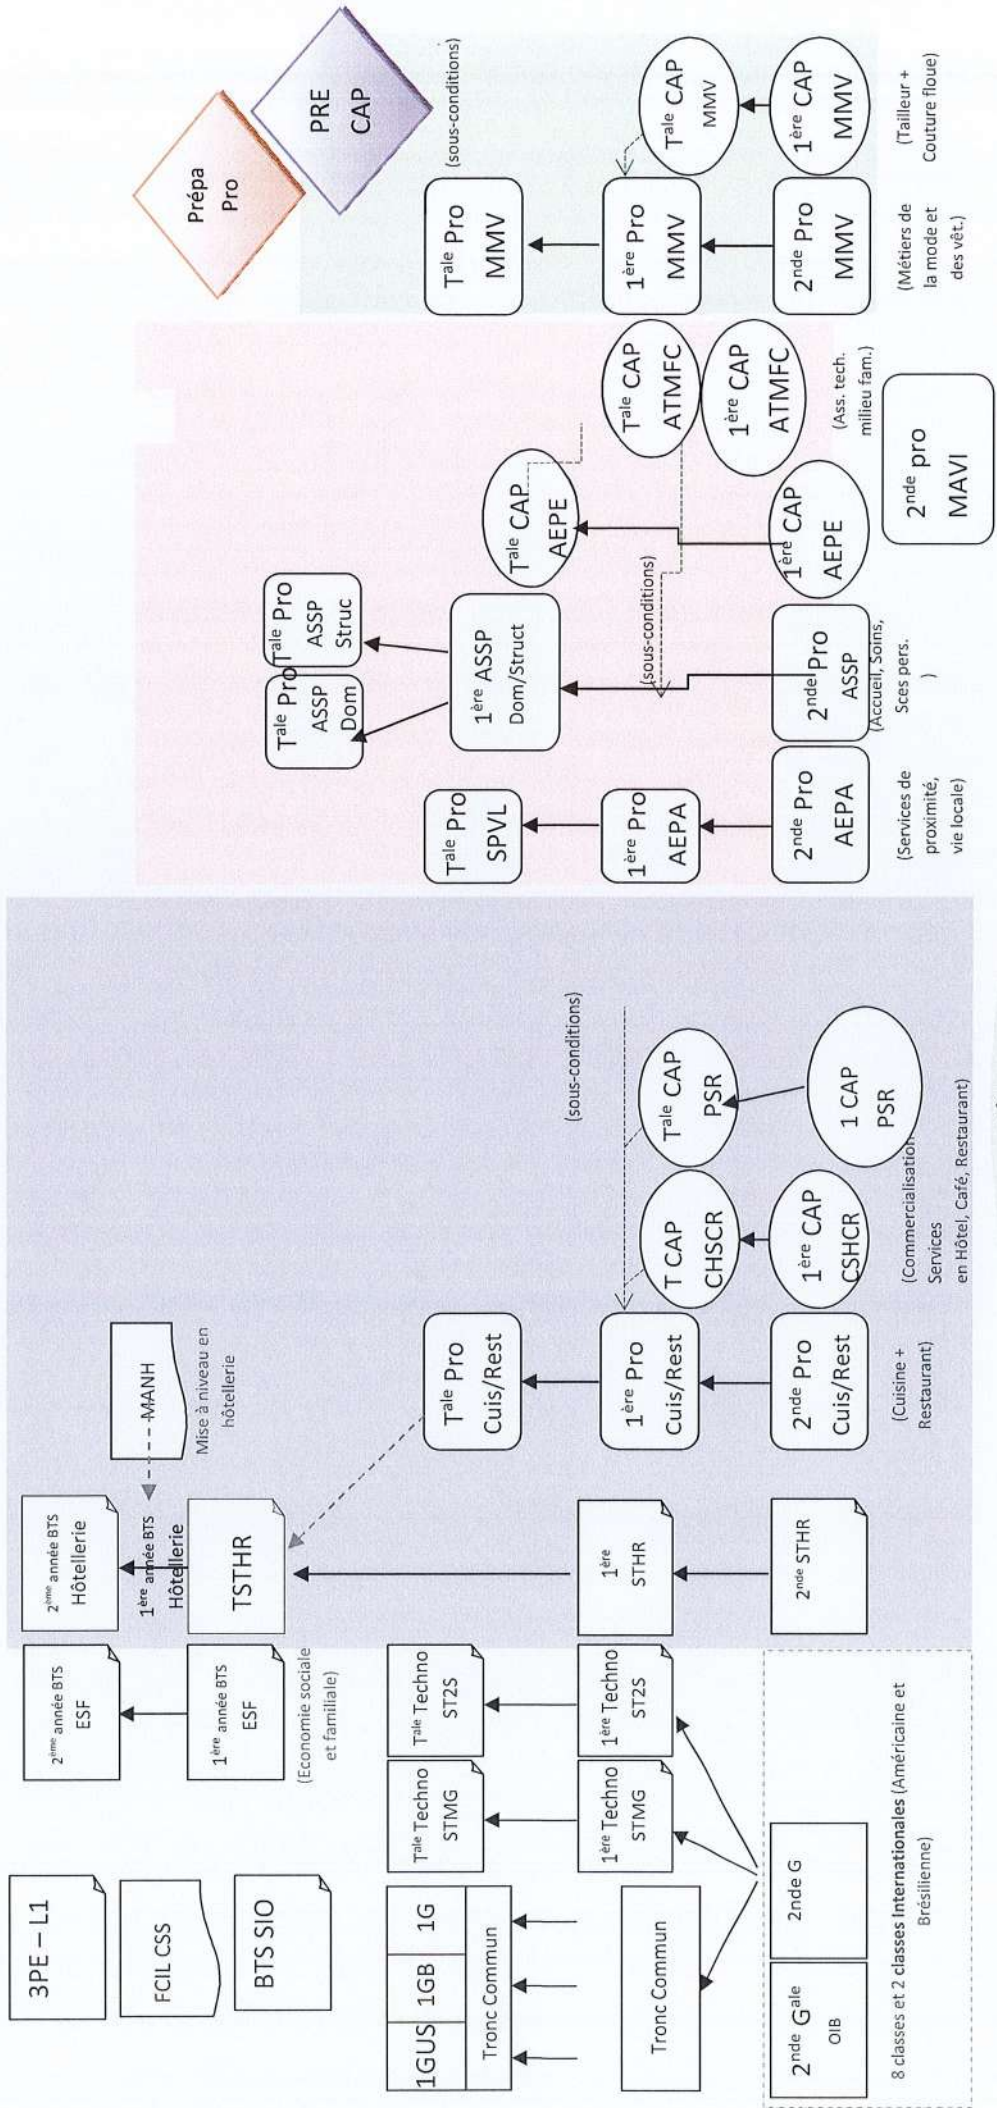 3PE – L1
FCIL CSS
BTS SIO
2ème année BTS
ESF
1ère année BTS
ESF
(Economie sociale
et familiale)
2ème année BTS
Hôtellerie
1ère année BTS
Hôtellerie
TSTHR
MANH
Mise à niveau en
hôtellerie
1GUS
1GB
1G
Tronc Commun
Tronc Commun
Tale Techno
STMG
1ère Techno
STMG
Tale Techno
ST2S
1ère Techno
ST2S
2nde Gale
OIB
2nde G
8 classes et 2 classes Internationales (Américaine et
Brésilienne)
1ère
STHR
2nde STHR
Tale Pro
Cuis/Rest
1ère Pro
Cuis/Rest
2nde Pro
Cuis/Rest
(Cuisine +
Restaurant)
(sous-conditions)
T CAP
CHSCR
1ère CAP
CSHCR
(Commercialisation
Services
en Hôtel, Café, Restaurant)
Tale CAP
PSR
1 CAP
PSR
Tale Pro
SPVL
1ère Pro
AEPA
2nde Pro
AEPA
(Services de
proximité,
vie locale)
Tale Pro
ASSP
Dom
Tale Pro
ASSP
Struc
1ère ASSP
Dom/Struct
(sous-conditions)
2nde Pro
ASSP
(Accueil, Soins,
Sces pers.
)
Tale CAP
AEPE
1ère CAP
AEPE
Tale CAP
ATMFC
1ère CAP
ATMFC
(Ass. tech.
milieu fam.)
2nde pro
MAVI
Prépa
Pro
PRE
CAP
Tale Pro
MMV
(sous-conditions)
1ère Pro
MMV
2nde Pro
MMV
(Métiers de
la mode et
des vêt.)
Tale CAP
MMV
1ère CAP
MMV
(Tailleur +
Couture floue)